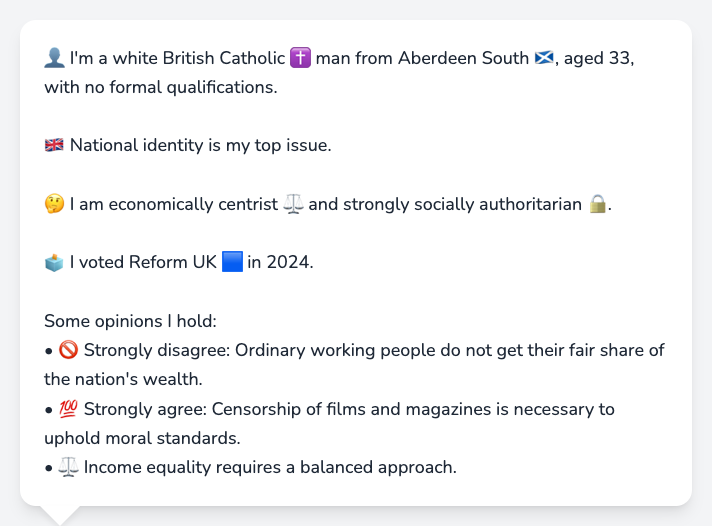 👤 I'm a white British Catholic ✝️ man from Aberdeen South 🏴󠁧󠁢󠁳󠁣󠁴󠁿, aged 33,
with no formal qualifications.
🇬🇧 National identity is my top issue.
🤔 I am economically centrist ⚖️ and strongly socially authoritarian 🔒.
🗳️ I voted Reform UK 🟦 in 2024.
Some opinions I hold:
• 🚫 Strongly disagree: Ordinary working people do not get their fair share of
the nation's wealth.
• 💯 Strongly agree: Censorship of films and magazines is necessary to
uphold moral standards.
• ⚖️ Income equality requires a balanced approach.